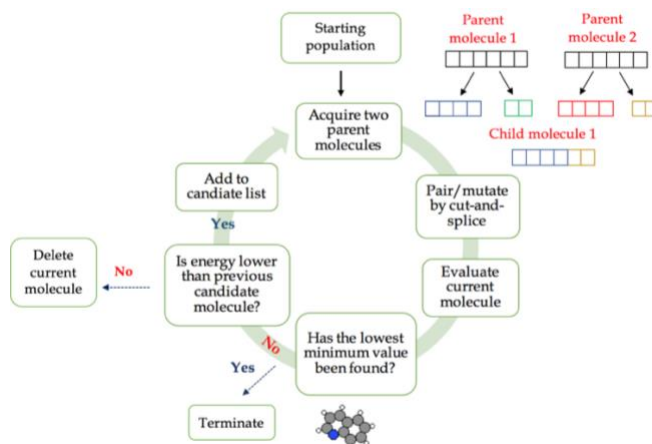 Starting
population
Parent
molecule 1
Parent
molecule 2
Acquire two
parent
molecules
Child molecule 1
Pair/mutate
by cut-and-
splice
Evaluate
current
molecule
Has the lowest
minimum value
been found?
Yes
Terminate
No
Is energy lower
than previous
candidate
molecule?
No
Delete
current
molecule
Yes
Add to
candiate list